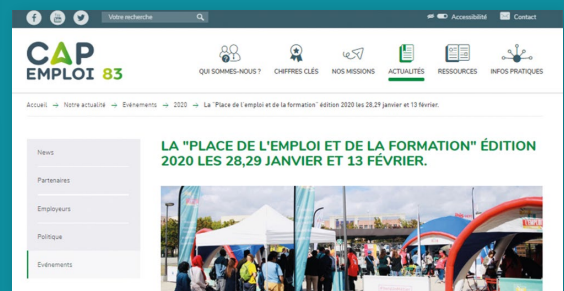 Votre recherche
Accessibilité
Contact
CAP
EMPLOI 83
QUI SOMMES-NOUS ?
CHIFFRES CLÉS
NOS MISSIONS
ACTUALITÉS
RESSOURCES
INFOS PRATIQUES
Accueil → Notre actualité → Evénements → 2020 → La "Place de l'emploi et de la formation" édition 2020 les 28,29 janvier et 13 février.
News
Partenaires
Employeurs
Politique
Evénements
LA "PLACE DE L'EMPLOI ET DE LA FORMATION" ÉDITION
2020 LES 28,29 JANVIER ET 13 FÉVRIER.